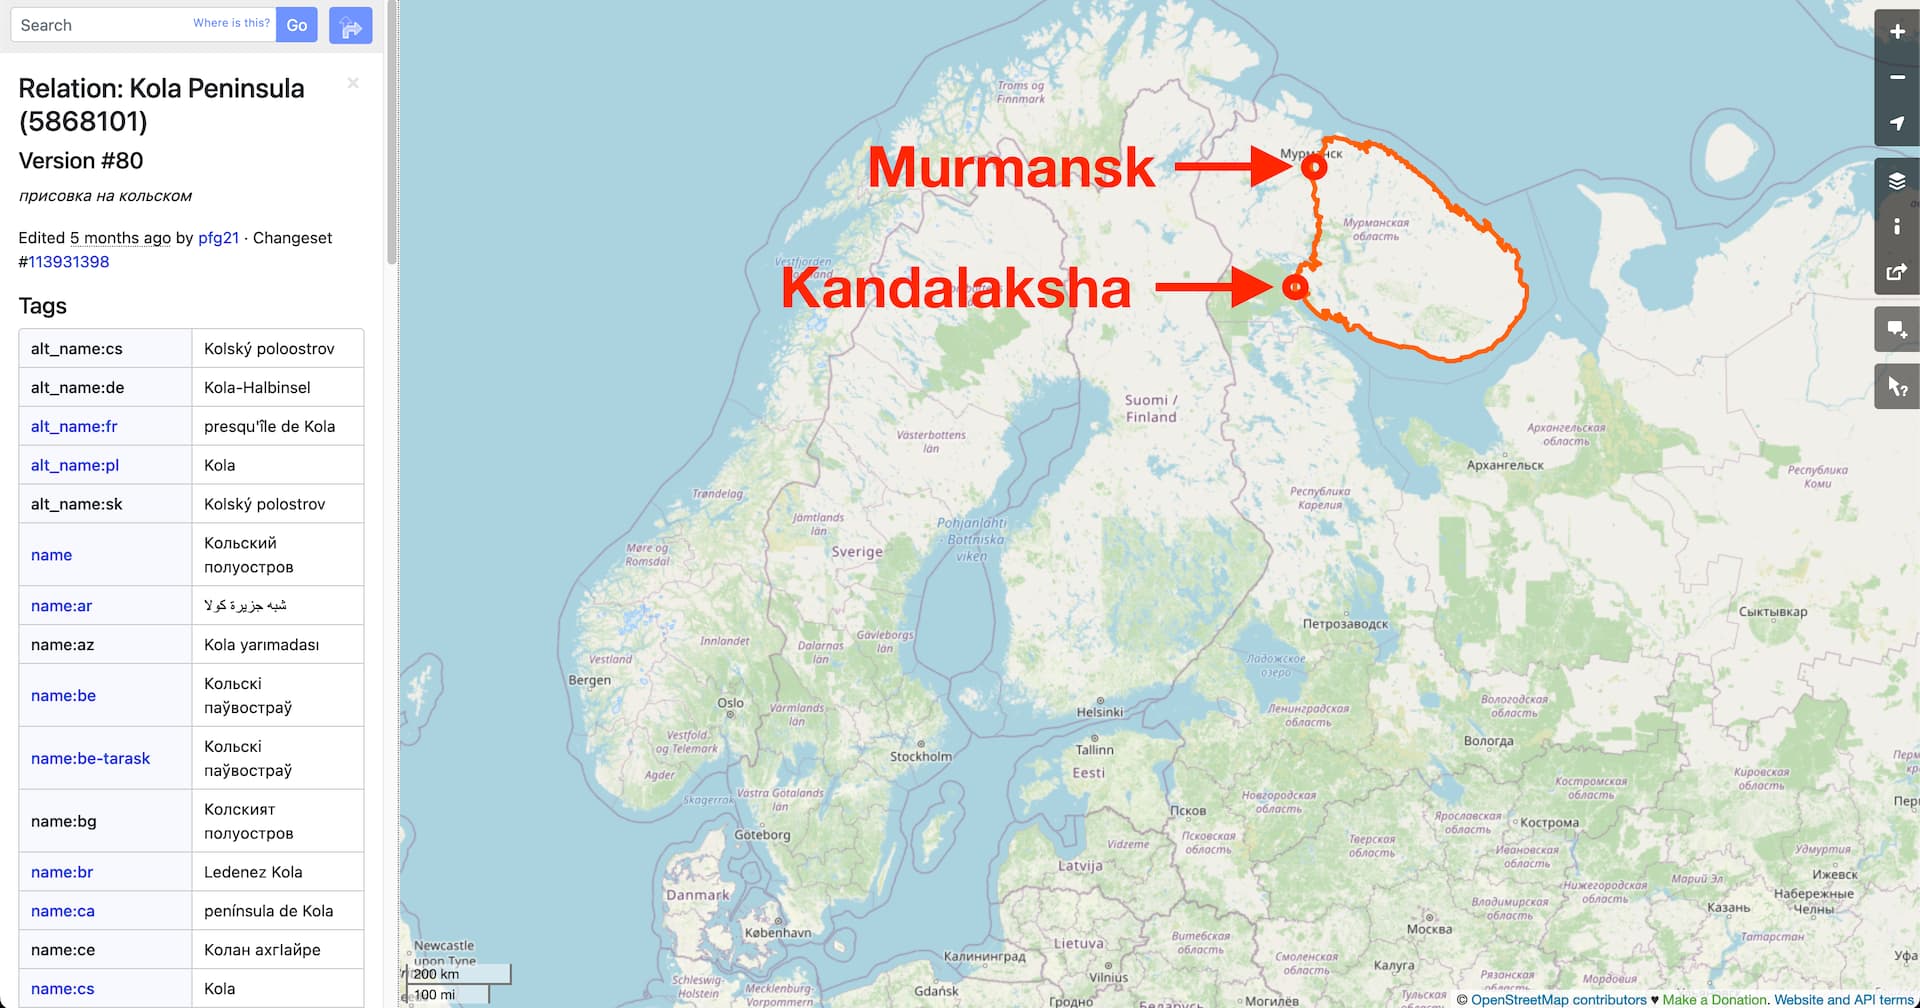 Search
Where is this?
Go
Relation: Kola Peninsula
(5868101)
Version #80
присовка на кольском
Edited 5 months ago by pfg21 · Changeset
#113931398
Tags
alt_name:cs Kolský poloostrov
alt_name:de Kola-Halbinsel
alt_name:fr presqu'île de Kola
alt_name:pl Kola
alt_name:sk Kolský polostrov
name Кольский
полуостров
name:ar شبه جزيرة كولا
name:az Kola yarımadası
name:be Кольскі
паўвостраў
name:be-tarask Кольскі
паўвостраў
name:bg Колският
полуостров
name:br Ledenez Kola
name:ca península de Kola
name:ce Колан ахгӏайре
name:cs Kola
Troms og
Finnmark
Murmansk
Мурманск
Мурманская
область
Vestfjorden
Kandalaksha
Suomi /
Finland
Västerbottens
län
Архангельская
область
Архангельск
Республика
Коми
Республика
Карелия
Trøndelag
Jämtlands
län
Pohjanlahti
- Bottniska
viken
Sverige
Møre og
Romsdal
Сыктывкар
Петрозаводск
Innlandet
Dalarnas
län
Gävleborgs
län
Vestland
Ладожское
озеро
Bergen
Oslo
Värmlands
län
Helsinki
Ленинградская
область
Вологодская
область
Vestfold
og Telemark
Stockholm
Tallinn
Вологда
Agder
Eesti
Костромская
область
Кировская
область
Skagerrak
Västra Götalands
län
Новгородская
область
Псков
Ярославская
область
Кострома
Göteborg
Vidzeme
Псковская
область
Тверская
область
Ивановская
область
Удмуртия
Latvija
Danmark
Нижегородская
область
Марий Эл
Ижевск
Набережные
Челны
Владимирская
область
Казань
København
Москва
Lietuva
Витебская
область
Татарстан
Newcastle
upon Tyne
Калининград
Смоленская
область
Калуга
Уфа
200 km
100 mi
Schleswig-
Holstein
Mecklenburg-
Vorpommern
Gdańsk
Vilnius
Гродно
Беларусь
Могилёв
Тульская
область
Рязанская
область
Мордовия
© OpenStreetMap contributors ♥ Make a Donation. Website and API terms